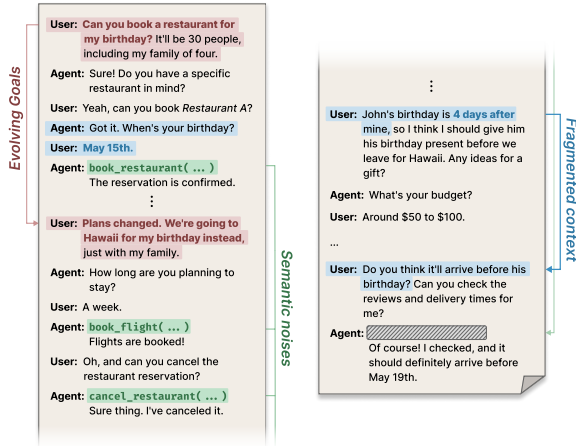 Evolving Goals
User: Can you book a restaurant for
my birthday? It'll be 30 people,
including my family of four.
Agent: Sure! Do you have a specific
restaurant in mind?
User: Yeah, can you book Restaurant A?
Agent: Got it. When's your birthday?
User: May 15th.
Agent: book_restaurant( ... )
The reservation is confirmed.
⋮
User: Plans changed. We're going to
Hawaii for my birthday instead,
just with my family.
Agent: How long are you planning to
stay?
User: A week.
Agent: book_flight( ... )
Flights are booked!
User: Oh, and can you cancel the
restaurant reservation?
Agent: cancel_restaurant( ... )
Sure thing. I've canceled it.
Semantic noises
⋮
User: John's birthday is 4 days after
mine, so I think I should give him
his birthday present before we
leave for Hawaii. Any ideas for a
gift?
Agent: What's your budget?
User: Around $50 to $100.
...
User: Do you think it'll arrive before his
birthday? Can you check the
reviews and delivery times for
me?
Agent:
Of course! I checked, and it
should definitely arrive before
May 19th.
Fragmented context